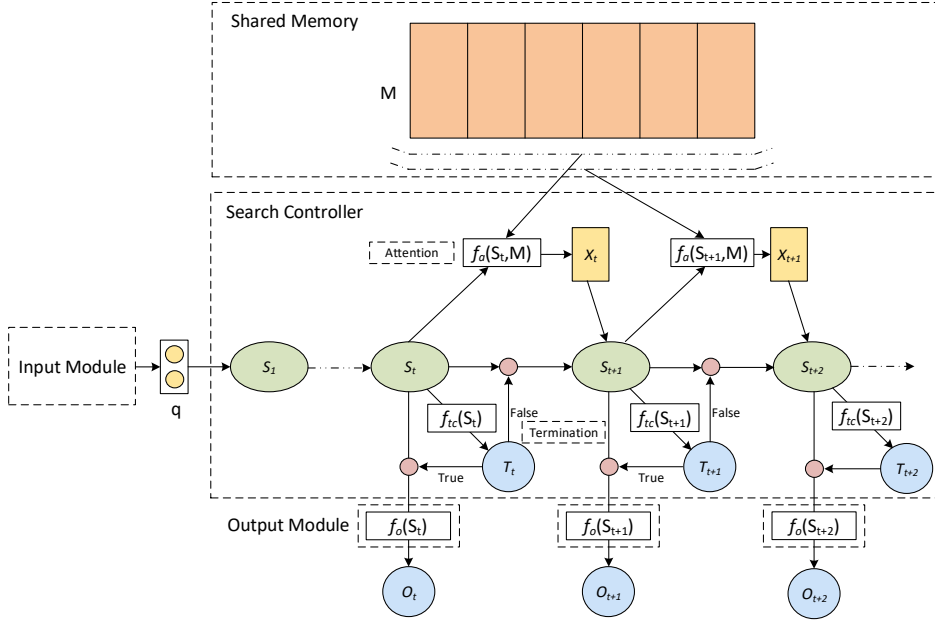 Shared Memory
M
Search Controller
Attention
fa(St,M)
Xt
fa(St+1,M)
Xt+1
Input Module
q
S1
St
St+1
St+2
ftc(St)
False
Termination
ftc(St+1)
False
ftc(St+2)
Tt
True
Tt+1
True
Tt+2
Output Module
fo(St)
fo(St+1)
fo(St+2)
Ot
Ot+1
Ot+2